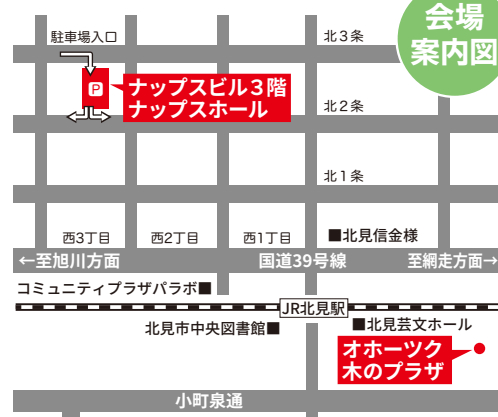 会場
案内図
駐車場入口
北3条
P
ナップスビル3階
ナップスホール
北2条
北1条
西3丁目
西2丁目
西1丁目
■北見信金様
←至旭川方面
国道39号線
至網走方面→
コミュニティプラザパラボ■
JR北見駅
北見市中央図書館■
■北見芸文ホール
オホーツク
木のプラザ
小町泉通